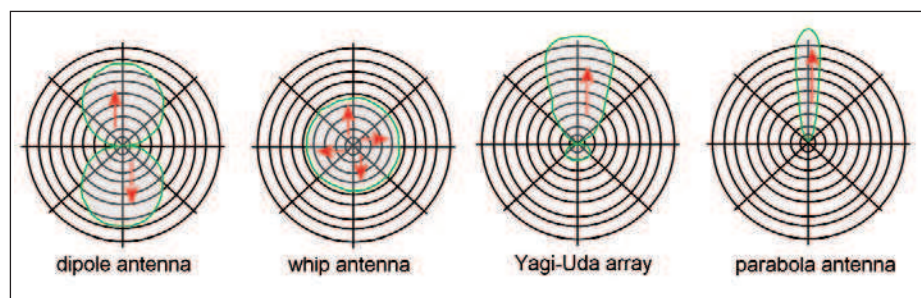 dipole antenna
whip antenna
Yagi-Uda array
parabola antenna